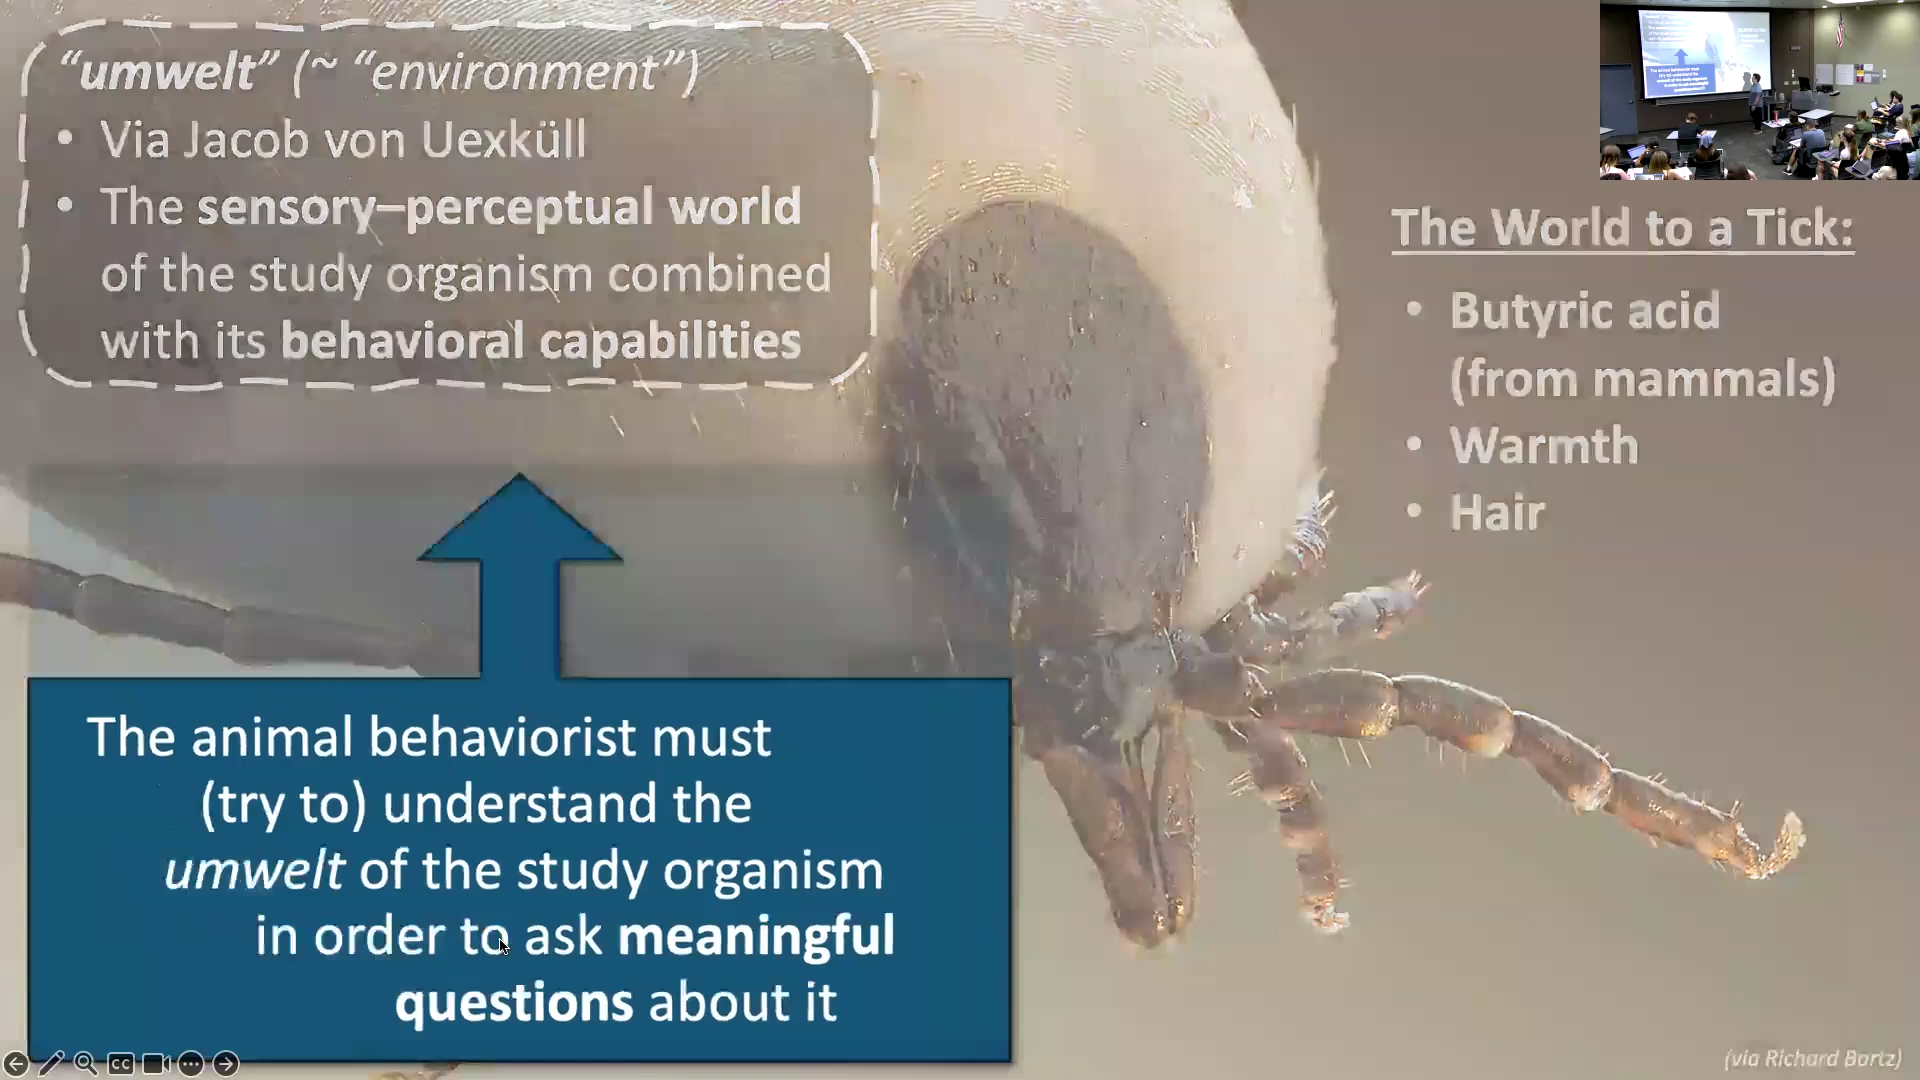 “umwelt” (~ “environment”)
• Via Jacob von Uexküll
• The sensory–perceptual world
of the study organism combined
with its behavioral capabilities
The World to a Tick:
• Butyric acid
(from mammals)
• Warmth
• Hair
The animal behaviorist must
(try to) understand the
umwelt of the study organism
in order to ask meaningful
questions about it
CC
(via Richard Bartz)